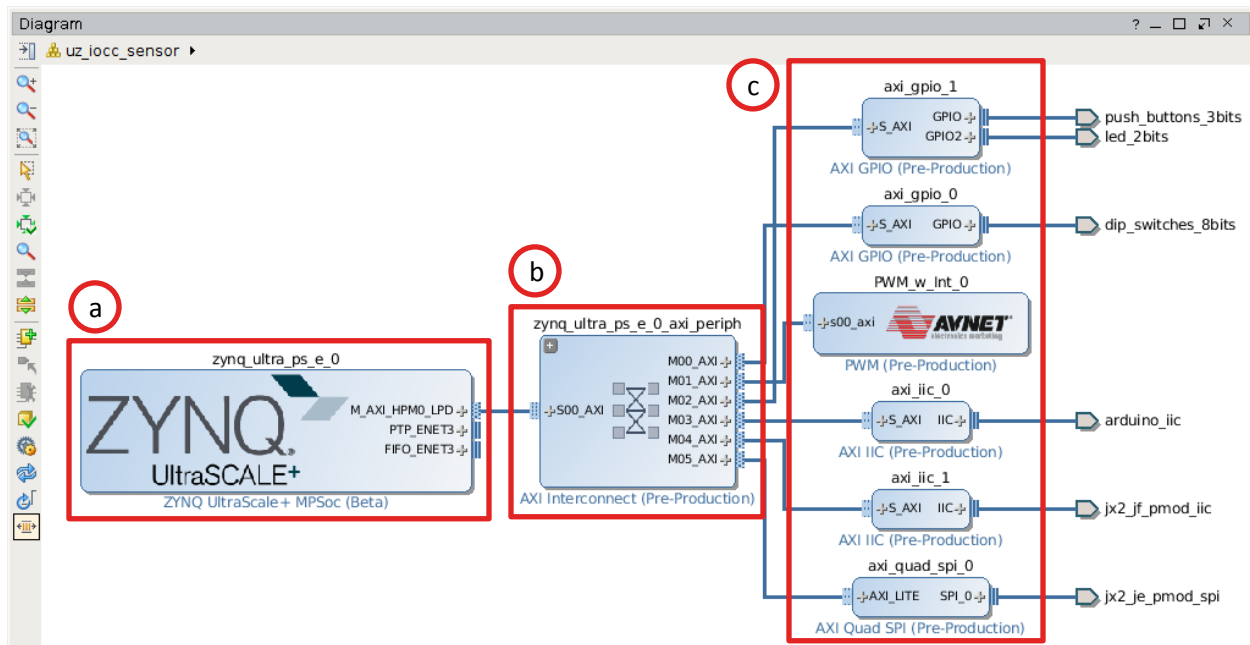 Diagram
? _ □ ×
uz_iocc_sensor
a
zynq_ultra_ps_e_0
ZYNQ
UltraSCALE+
M_AXI_HPM0_LPD
PTP_ENET3
FIFO_ENET3
ZYNQ UltraScale+ MPSoc (Beta)
b
zynq_ultra_ps_e_0_axi_periph
S00_AXI
M00_AXI
M01_AXI
M02_AXI
M03_AXI
M04_AXI
M05_AXI
AXI Interconnect (Pre-Production)
c
axi_gpio_1
S_AXI
GPIO
GPIO2
AXI GPIO (Pre-Production)
push_buttons_3bits
led_2bits
axi_gpio_0
S_AXI GPIO
AXI GPIO (Pre-Production)
dip_switches_8bits
PWM_w_Int_0
s00_axi
AVNET
electronics marketing
PWM (Pre-Production)
axi_iic_0
S_AXI IIC
AXI IIC (Pre-Production)
arduino_iic
axi_iic_1
S_AXI IIC
AXI IIC (Pre-Production)
jx2_jf_pmod_iic
axi_quad_spi_0
AXI_LITE SPI_0
AXI Quad SPI (Pre-Production)
jx2_je_pmod_spi